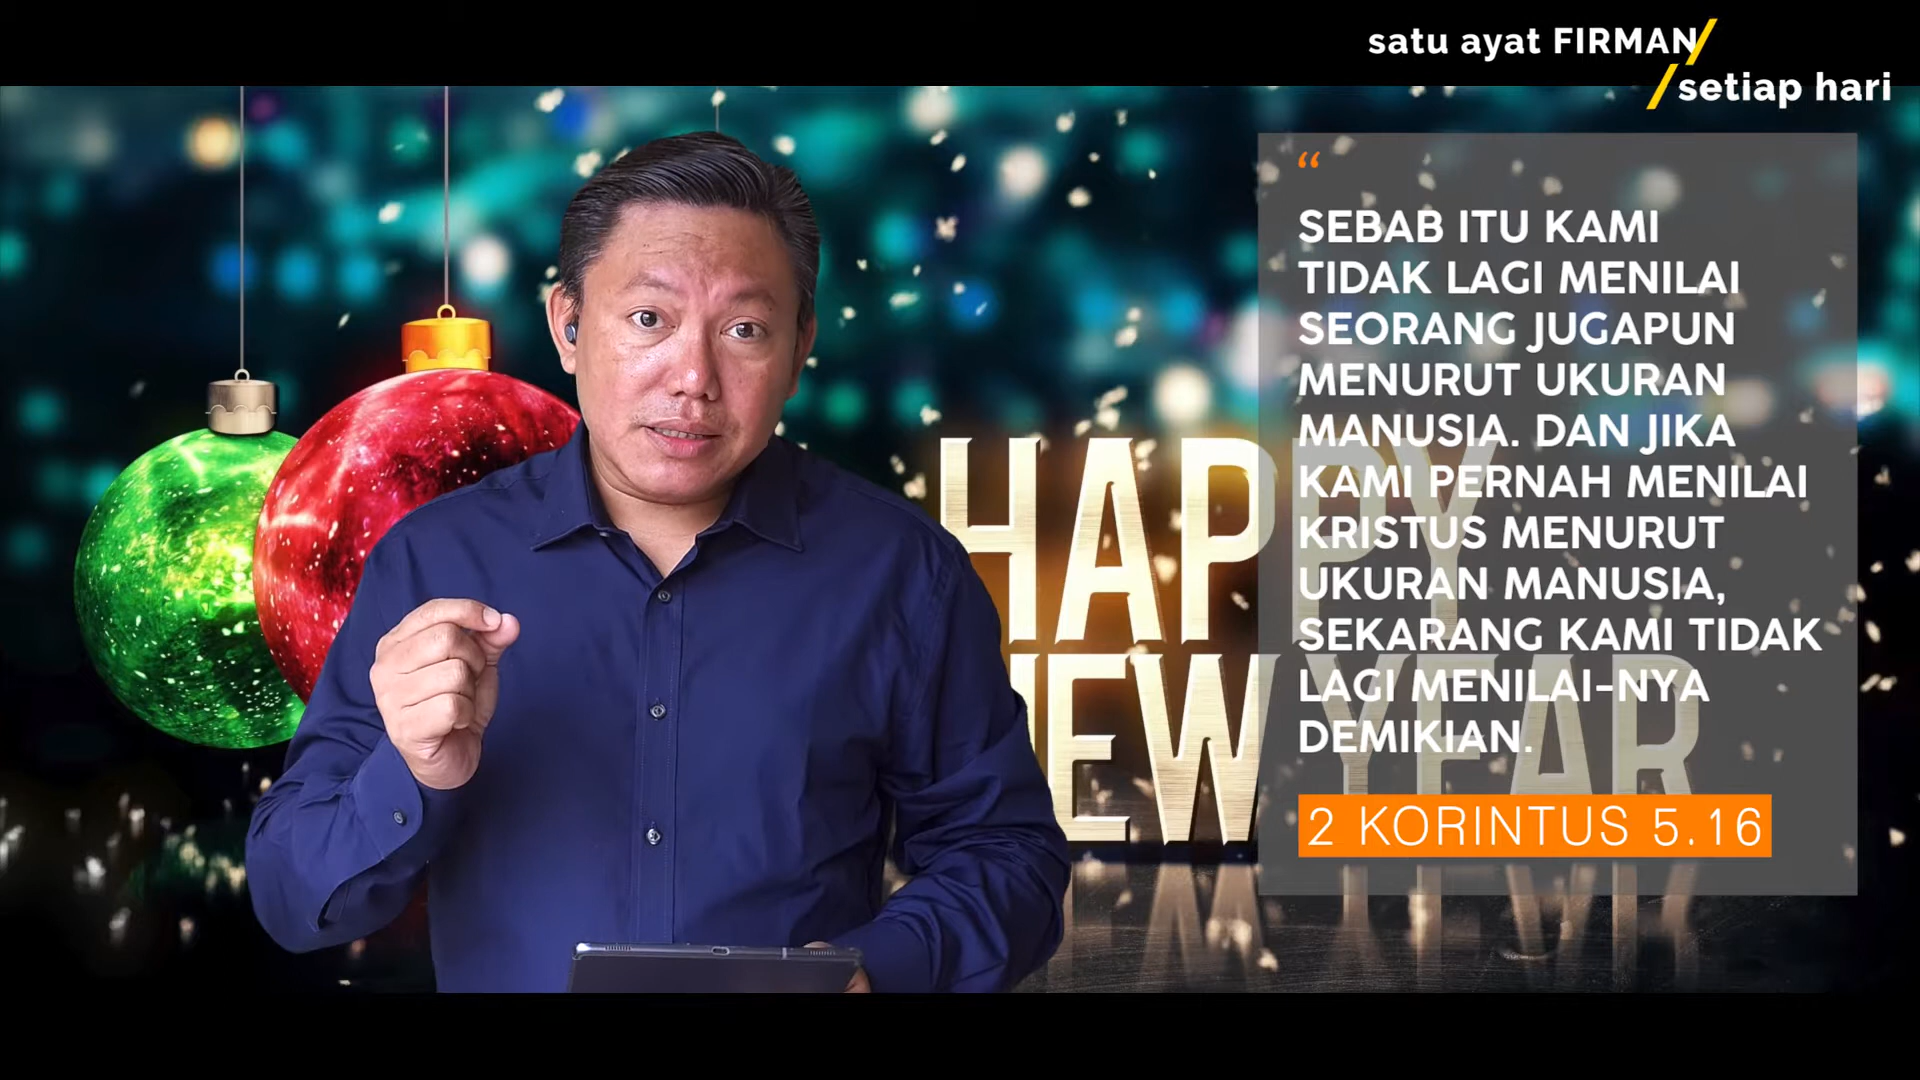 satu ayat FIRMAN/
/setiap hari
“
SEBAB ITU KAMI
TIDAK LAGI MENILAI
SEORANG JUGAPUN
MENURUT UKURAN
MANUSIA. DAN JIKA
KAMI PERNAH MENILAI
KRISTUS MENURUT
UKURAN MANUSIA,
SEKARANG KAMI TIDAK
LAGI MENILAI-NYA
DEMIKIAN.
2 KORINTUS 5.16
HAPPY
NEW YEAR